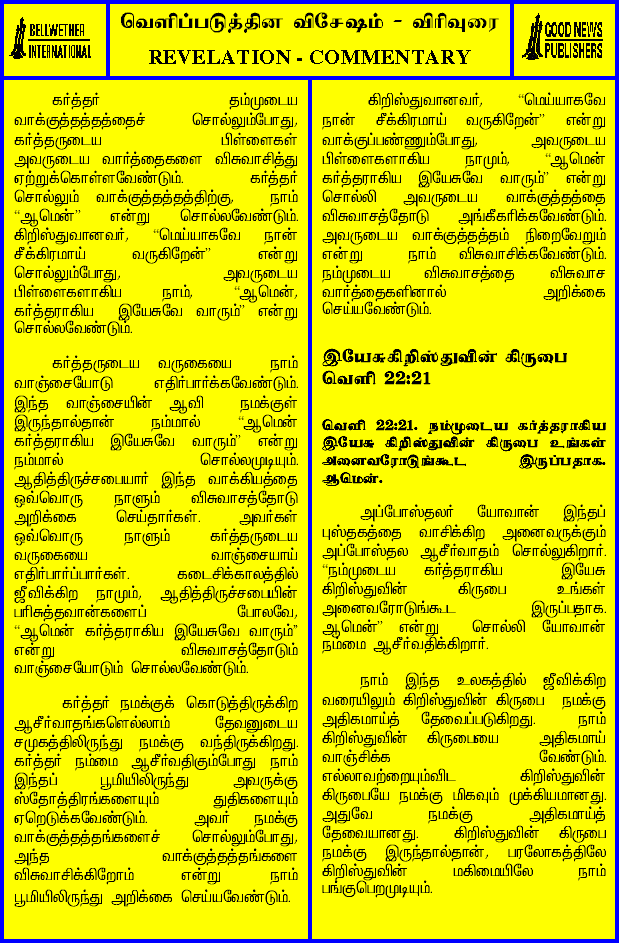 BELLWETHER
INTERNATIONAL
வெளிப்படுத்தின விசேஷம் - விரிவுரை
REVELATION - COMMENTARY
GOOD NEWS
PUBLISHERS
கர்த்தர் தம்முடைய
வாக்குத்தத்தத்தைச் சொல்லும்போது,
கர்த்தருடைய பிள்ளைகள்
அவருடைய வார்த்தைகளை விசுவாசித்து
ஏற்றுக்கொள்ளவேண்டும். கர்த்தர்
சொல்லும் வாக்குத்தத்தத்திற்கு, நாம்
“ஆமென்” என்று சொல்லவேண்டும்.
கிறிஸ்துவானவர், “மெய்யாகவே நான்
சீக்கிரமாய் வருகிறேன்” என்று
சொல்லும்போது, அவருடைய
பிள்ளைகளாகிய நாம், “ஆமென்,
கர்த்தராகிய இயேசுவே வாரும்” என்று
சொல்லவேண்டும்.
கர்த்தருடைய வருகையை நாம்
வாஞ்சையோடு எதிர்பார்க்கவேண்டும்.
இந்த வாஞ்சையின் ஆவி நமக்குள்
இருந்தால்தான் நம்மால் “ஆமென்
கர்த்தராகிய இயேசுவே வாரும்” என்று
நம்மால் சொல்லமுடியும்.
ஆதித்திருச்சபையார் இந்த வாக்கியத்தை
ஒவ்வொரு நாளும் விசுவாசத்தோடு
அறிக்கை செய்தார்கள். அவர்கள்
ஒவ்வொரு நாளும் கர்த்தருடைய
வருகையை வாஞ்சையாய்
எதிர்பார்ப்பார்கள். கடைசிக்காலத்தில்
ஜீவிக்கிற நாமும், ஆதித்திருச்சபையின்
பரிசுத்தவான்களைப் போலவே,
“ஆமென் கர்த்தராகிய இயேசுவே வாரும்”
என்று விசுவாசத்தோடும்
வாஞ்சையோடும் சொல்லவேண்டும்.
கர்த்தர் நமக்குக் கொடுத்திருக்கிற
ஆசீர்வாதங்களெல்லாம் தேவனுடைய
சமுகத்திலிருந்து நமக்கு வந்திருக்கிறது.
கர்த்தர் நம்மை ஆசீர்வதிகும்போது நாம்
இந்தப் பூமியிலிருந்து அவருக்கு
ஸ்தோத்திரங்களையும் துதிகளையும்
ஏறெடுக்கவேண்டும். அவர் நமக்கு
வாக்குத்தத்தங்களைச் சொல்லும்போது,
அந்த வாக்குத்தத்தங்களை
விசுவாசிக்கிறோம் என்று நாம்
பூமியிலிருந்து அறிக்கை செய்யவேண்டும்.
கிறிஸ்துவானவர், “மெய்யாகவே
நான் சீக்கிரமாய் வருகிறேன்” என்று
வாக்குப்பண்ணும்போது, அவருடைய
பிள்ளைகளாகிய நாமும், “ஆமென்
கர்த்தராகிய இயேசுவே வாரும்” என்று
சொல்லி அவருடைய வாக்குத்தத்தை
விசுவாசத்தோடு அங்கீகரிக்கவேண்டும்.
அவருடைய வாக்குத்தத்தம் நிறைவேறும்
என்று நாம் விசுவாசிக்கவேண்டும்.
நம்முடைய விசுவாசத்தை விசுவாச
வார்த்தைகளினால் அறிக்கை
செய்யவேண்டும்.
இயேசுகிறிஸ்துவின் கிருபை
வெளி 22:21
வெளி 22:21. நம்முடைய கர்த்தராகிய
இயேசு கிறிஸ்துவின் கிருபை உங்கள்
அனைவரோடுங்கூட இருப்பதாக.
ஆமென்.
அப்போஸ்தலர் யோவான் இந்தப்
புஸ்தகத்தை வாசிக்கிற அனைவருக்கும்
அப்போஸ்தல ஆசீர்வாதம் சொல்லுகிறார்.
“நம்முடைய கர்த்தராகிய இயேசு
கிறிஸ்துவின் கிருபை உங்கள்
அனைவரோடுங்கூட இருப்பதாக.
ஆமென்” என்று சொல்லி யோவான்
நம்மை ஆசீர்வதிக்கிறார்.
நாம் இந்த உலகத்தில் ஜீவிக்கிற
வரையிலும் கிறிஸ்துவின் கிருபை நமக்கு
அதிகமாய்த் தேவைப்படுகிறது. நாம்
கிறிஸ்துவின் கிருபையை அதிகமாய்
வாஞ்சிக்க வேண்டும்.
எல்லாவற்றையும்விட கிறிஸ்துவின்
கிருபையே நமக்கு மிகவும் முக்கியமானது.
அதுவே நமக்கு அதிகமாய்த்
தேவையானது. கிறிஸ்துவின் கிருபை
நமக்கு இருந்தால்தான், பரலோகத்திலே
கிறிஸ்துவின் மகிமையிலே நாம்
பங்குபெறமுடியும்.